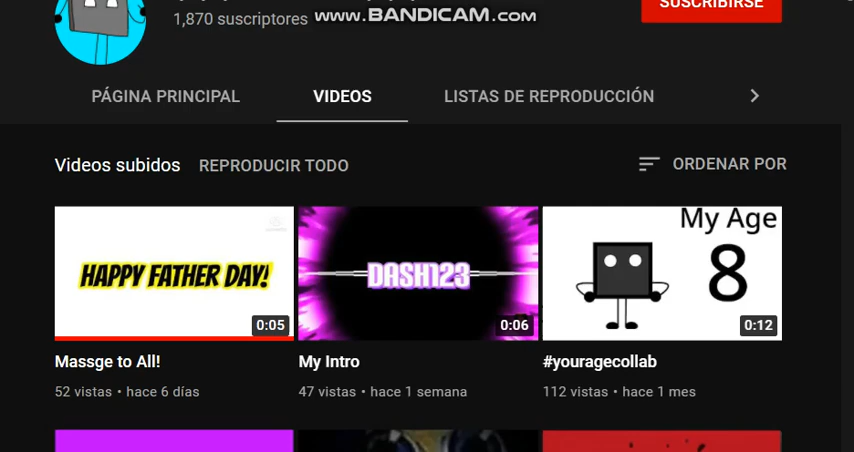 1,870 suscriptores
www.BANDICAM.com
SUSCRIBIRSE
PÁGINA PRINCIPAL
VIDEOS
LISTAS DE REPRODUCCIÓN
Videos subidos
REPRODUCIR TODO
ORDENAR POR
HAPPY FATHER DAY!
0:05
DASH123
0:06
My Age
8
0:12
Massge to All!
My Intro
#youragecollab
52 vistas • hace 6 días
47 vistas • hace 1 semana
112 vistas • hace 1 mes